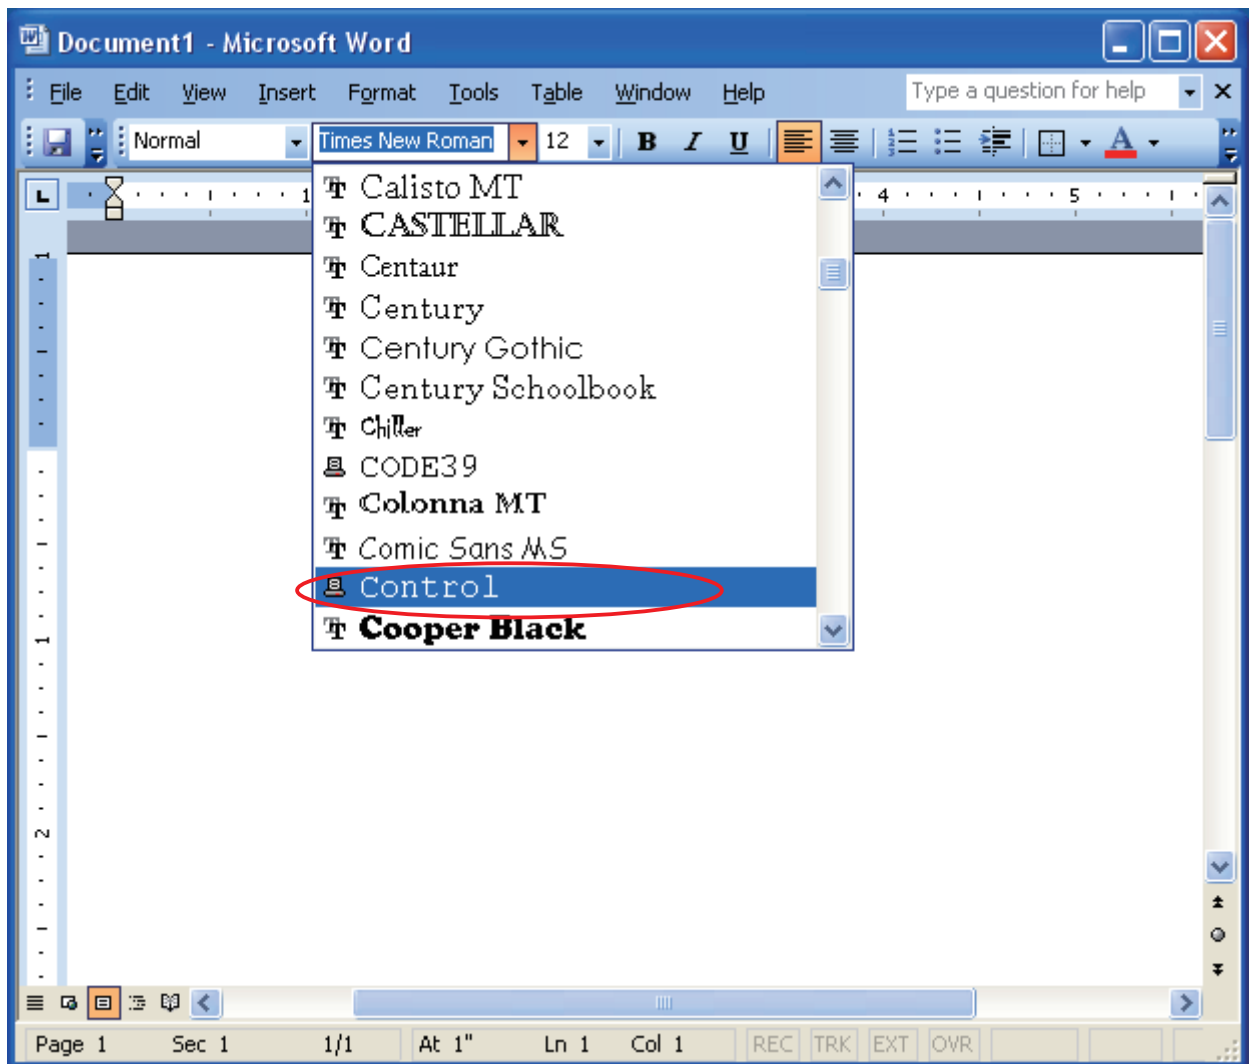 Document1 - Microsoft Word
File Edit View Insert Format Tools Table Window Help Type a question for help
Normal Times New Roman 12 B I U A
L 1 4 5
Calisto MT
CASTELLAR
Centaur
Century
Century Gothic
Century Schoolbook
Chiller
CODE39
Colonna MT
Comic Sans MS
Control
Cooper Black
1
1
2
Page 1 Sec 1 1/1 At 1" Ln 1 Col 1 REC TRK EXT OVR